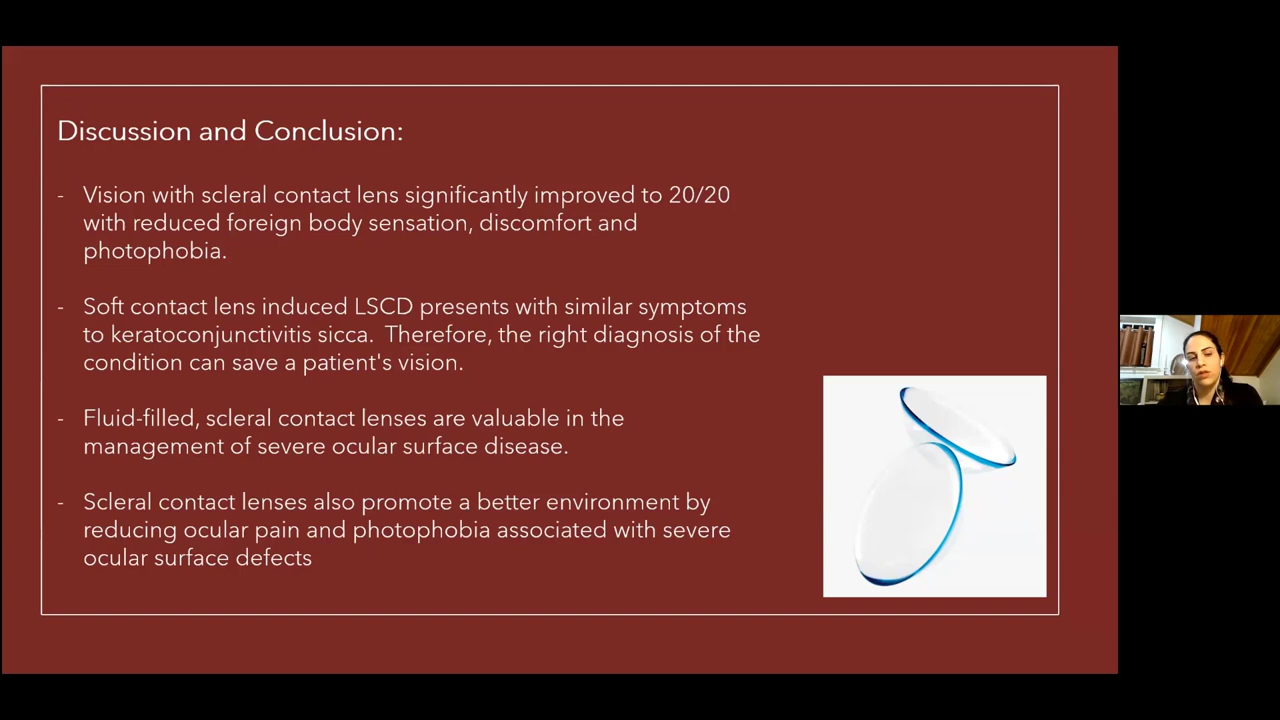 Discussion and Conclusion:
- Vision with scleral contact lens significantly improved to 20/20
with reduced foreign body sensation, discomfort and
photophobia.
- Soft contact lens induced LSCD presents with similar symptoms
to keratoconjunctivitis sicca.  Therefore, the right diagnosis of the
condition can save a patient's vision.
- Fluid-filled, scleral contact lenses are valuable in the
management of severe ocular surface disease.
- Scleral contact lenses also promote a better environment by
reducing ocular pain and photophobia associated with severe
ocular surface defects